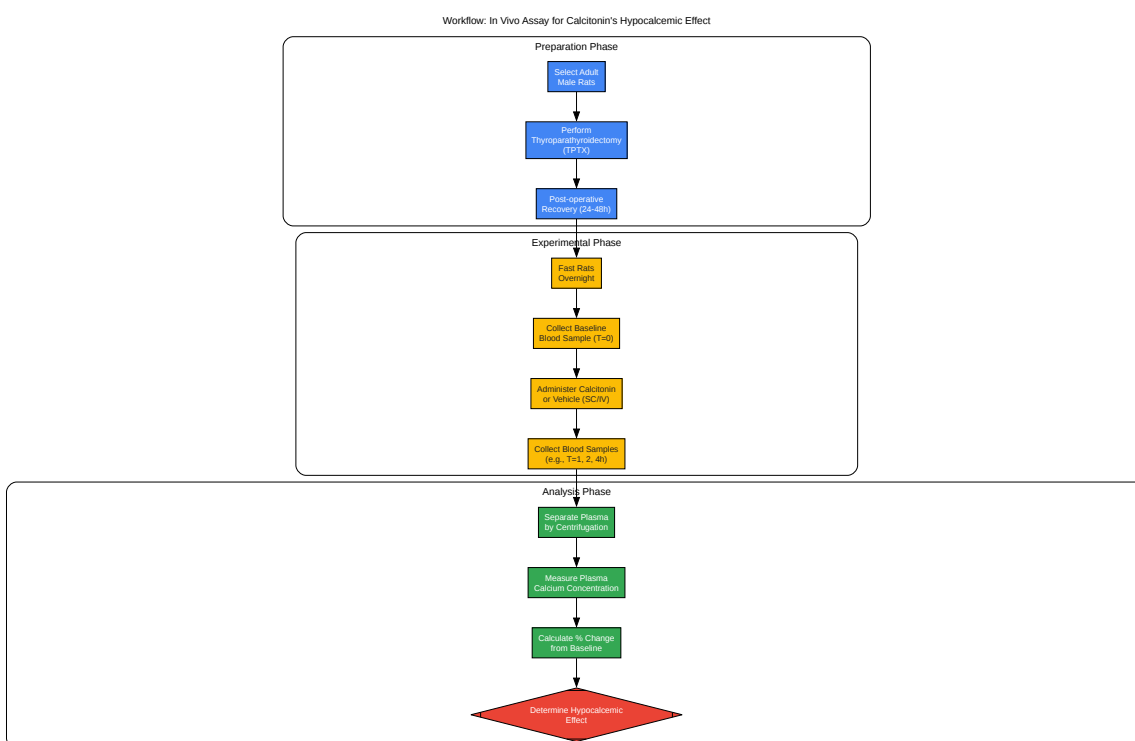 Workflow: In Vivo Assay for Calcitonin's Hypocalcemic Effect
Preparation Phase
Select Adult
Male Rats
Perform
Thyroparathyroidectomy
(TPTX)
Post-operative
Recovery (24-48h)
Experimental Phase
Fast Rats
Overnight
Collect Baseline
Blood Sample (T=0)
Administer Calcitonin
or Vehicle (SC/IV)
Collect Blood Samples
(e.g., T=1, 2, 4h)
Analysis Phase
Separate Plasma
by Centrifugation
Measure Plasma
Calcium Concentration
Calculate % Change
from Baseline
Determine Hypocalcemic
Effect